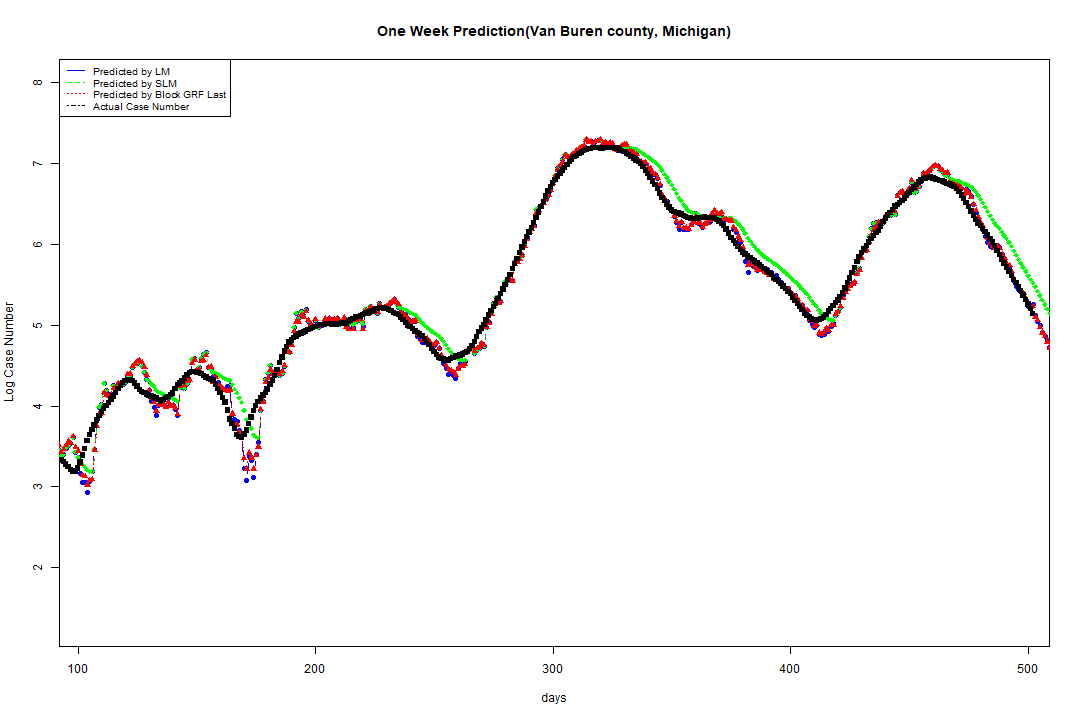 One Week Prediction(Van Buren county, Michigan)
Predicted by LM
Predicted by SLM
Predicted by Block GRF Last
Actual Case Number
8
7
6
5
4
3
2
Log Case Number
100 200 300 400 500
days